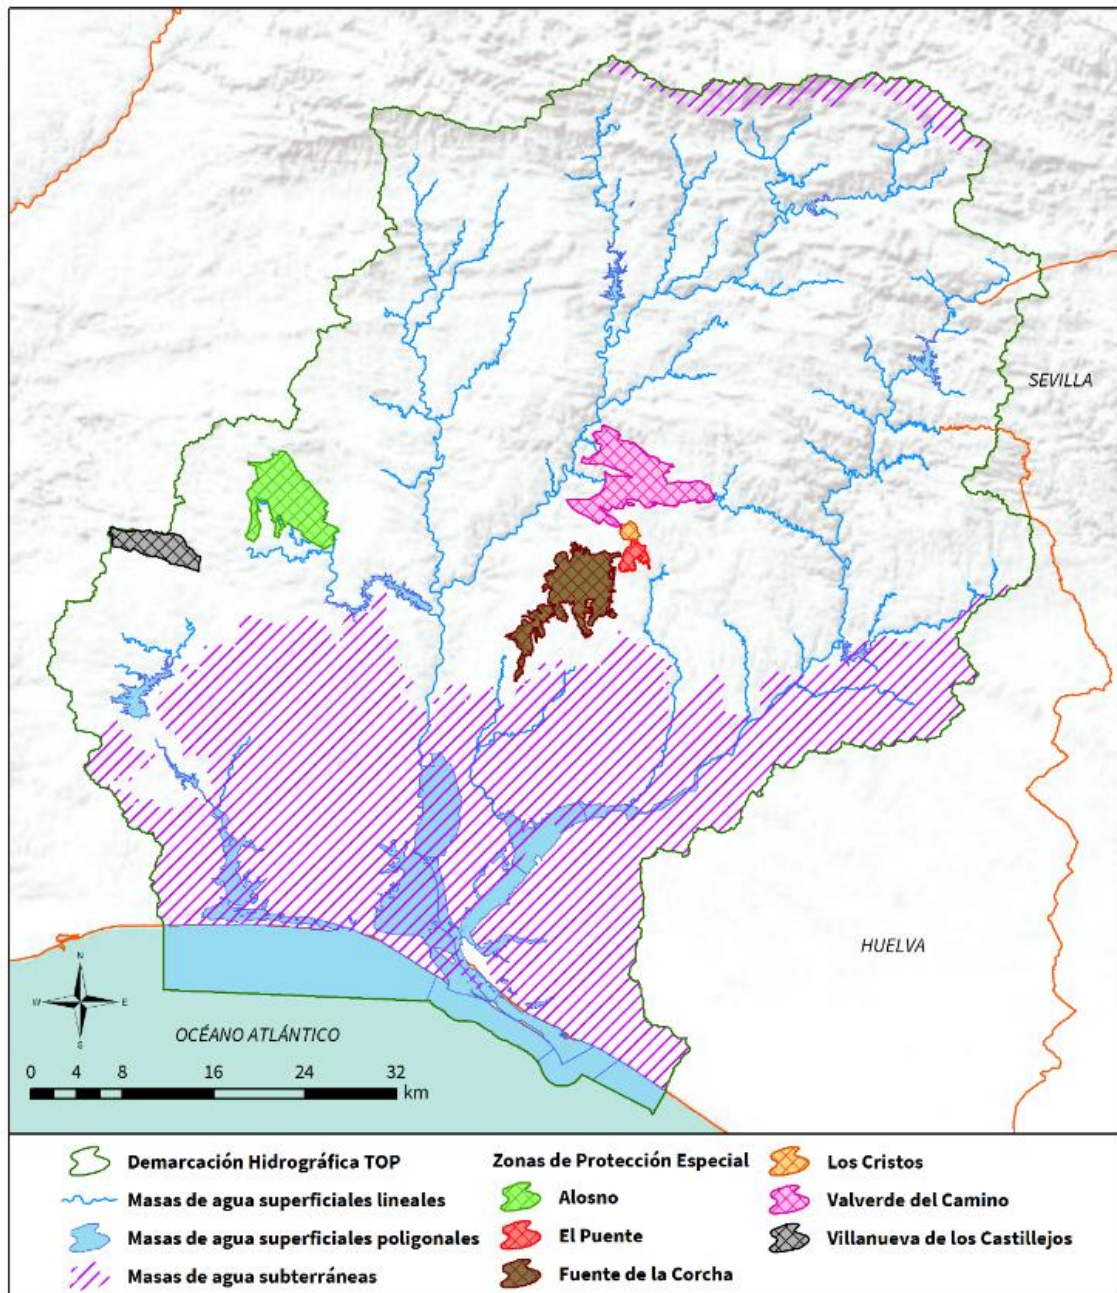 SEVILLA
HUELVA
N
W E
S
OCÉANO ATLÁNTICO
0 4 8 16 24 32
km
Demarcación Hidrográfica TOP
Masas de agua superficiales lineales
Masas de agua superficiales poligonales
Masas de agua subterráneas
Zonas de Protección Especial
Alosno
El Puente
Fuente de la Corcha
Los Cristos
Valverde del Camino
Villanueva de los Castillejos